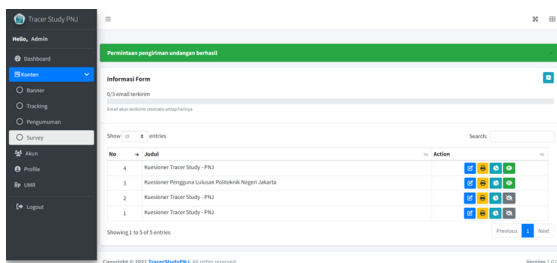 Tracer Study PNJ
Hello, Admin
Dashboard
Konten
Banner
Tracking
Pengumuman
Survey
Akun
Profile
UMR
Logout
Permintaan pengiriman undangan berhasil
Informasi Form
0/3 email terkirim
Email akan terkirim otomatis setiap harinya
Show 25 entries
Search:
No Judul Action
4 Kuesioner Tracer Study - PNJ
3 Kuesioner Pengguna Lulusan Politeknik Negeri Jakarta
2 Kuesioner Tracer Study - PNJ
1 Kuesioner Tracer Study - PNJ
Showing 1 to 5 of 5 entries
Previous 1 Next
Copyright © 2021 TracerStudyPNJ. All rights reserved.